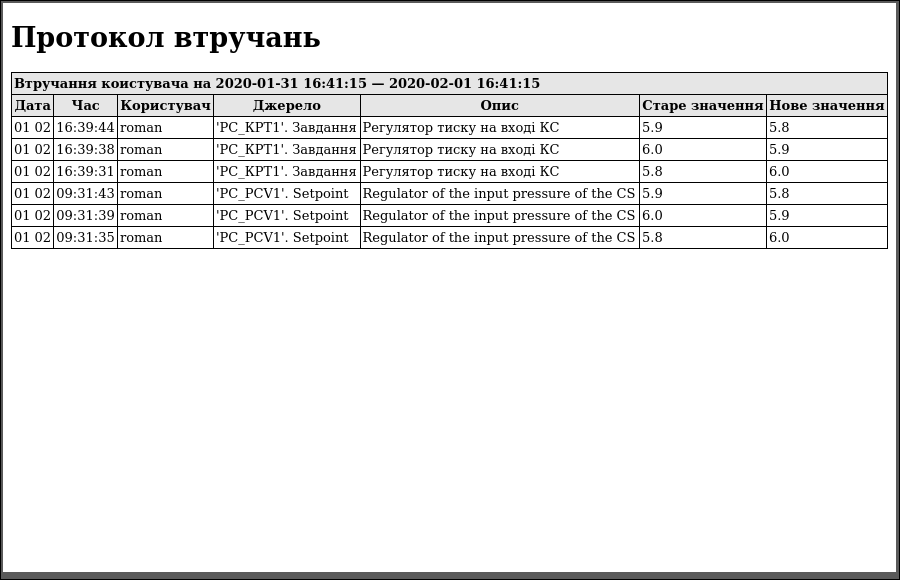 Протокол втручань
Втручання коистувача на 2020-01-31 16:41:15 — 2020-02-01 16:41:15
Дата Час Користувач Джерело Опис Старе значення Нове значення
01 02 16:39:44 roman 'PC_КРТ1'. Завдання Регулятор тиску на вході КС 5.9 5.8
01 02 16:39:38 roman 'PC_КРТ1'. Завдання Регулятор тиску на вході КС 6.0 5.9
01 02 16:39:31 roman 'PC_КРТ1'. Завдання Регулятор тиску на вході КС 5.8 6.0
01 02 09:31:43 roman 'PC_PCV1'. Setpoint Regulator of the input pressure of the CS 5.9 5.8
01 02 09:31:39 roman 'PC_PCV1'. Setpoint Regulator of the input pressure of the CS 6.0 5.9
01 02 09:31:35 roman 'PC_PCV1'. Setpoint Regulator of the input pressure of the CS 5.8 6.0